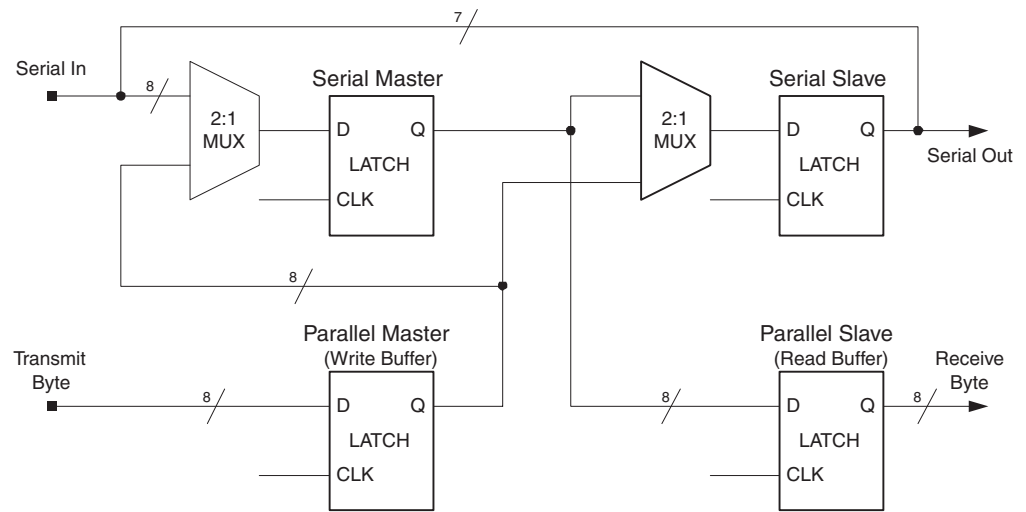 7
Serial In
8
2:1
MUX
Serial Master
D Q
LATCH
CLK
2:1
MUX
Serial Slave
D Q
LATCH
CLK
Serial Out
8
Transmit
Byte
8
Parallel Master
(Write Buffer)
D Q
LATCH
CLK
8
Parallel Slave
(Read Buffer)
D Q
LATCH
CLK
8
Receive
Byte